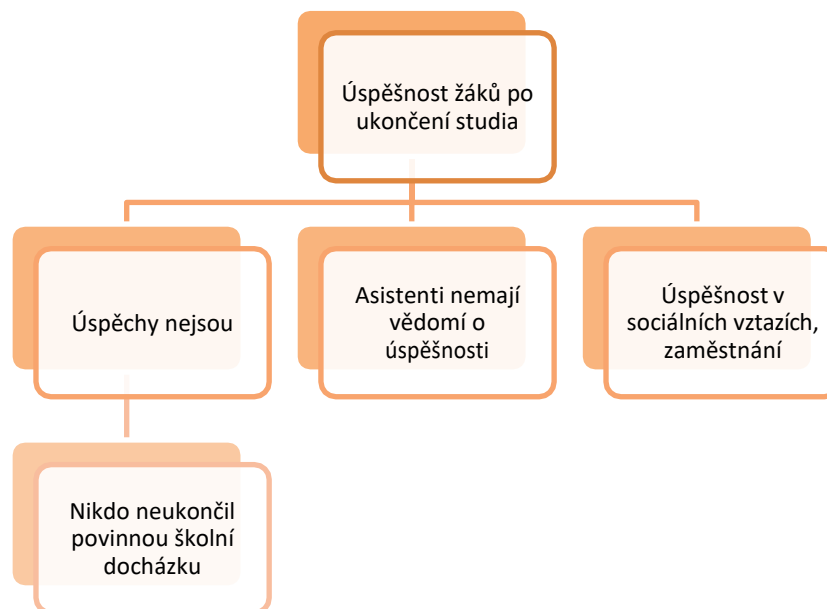 Úspěšnost žáků po
ukončení studia
Úspěchy nejsou
Asistenti nemají
vědomí o
úspěšnosti
Úspěšnost v
sociálních vztazích,
zaměstnání
Nikdo neukončil
povinnou školní
docházku